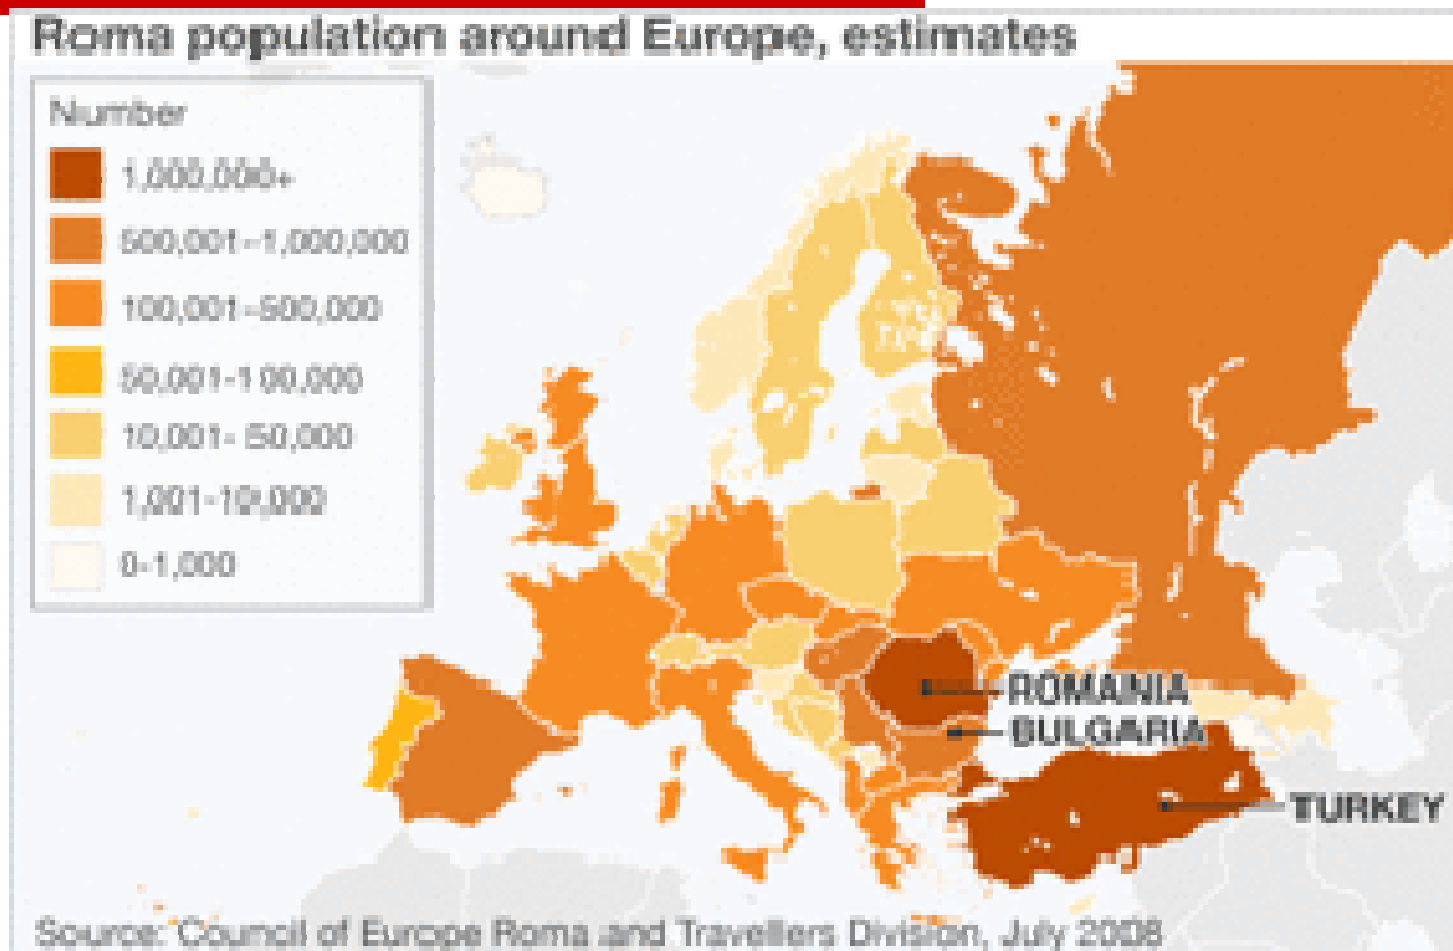 Roma population around Europe, estimates
Number
1,000,000+
500,001-1,000,000
100,001-500,000
50,001-100,000
10,001- 50,000
1,001-10,000
0-1,000
ROMAINIA
BULGARIA
TURKEY
Source: Council of Europe Roma and Travellers Division, July 2008